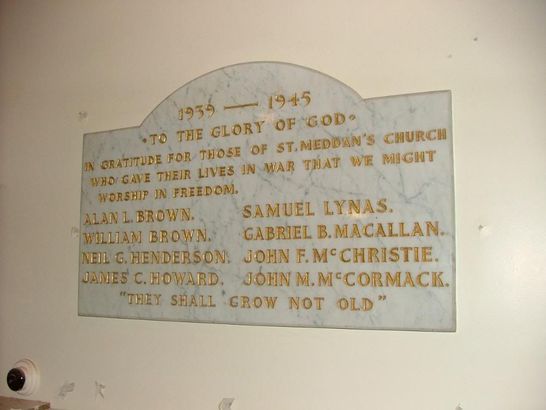 1939 — 1945
•TO THE GLORY OF GOD•
IN GRATITUDE FOR THOSE OF ST. MEDDAN'S CHURCH
WHO GAVE THEIR LIVES IN WAR THAT WE MIGHT
WORSHIP IN FREEDOM.
ALAN L. BROWN. SAMUEL LYNAS.
WILLIAM BROWN. GABRIEL B. MACALLAN.
NEIL G. HENDERSON. JOHN F. McCHRISTIE.
JAMES C. HOWARD. JOHN M. McCORMACK.
"THEY SHALL GROW NOT OLD"